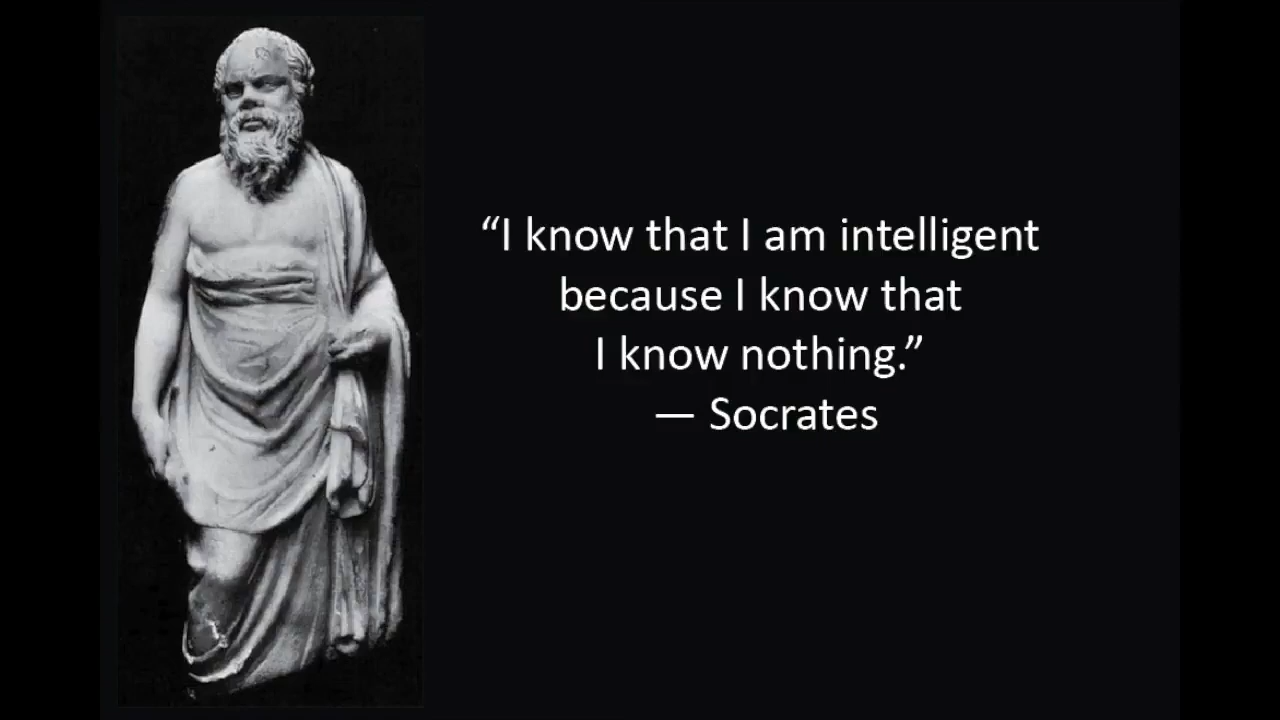 “I know that I am intelligent
because I know that
I know nothing.”
— Socrates